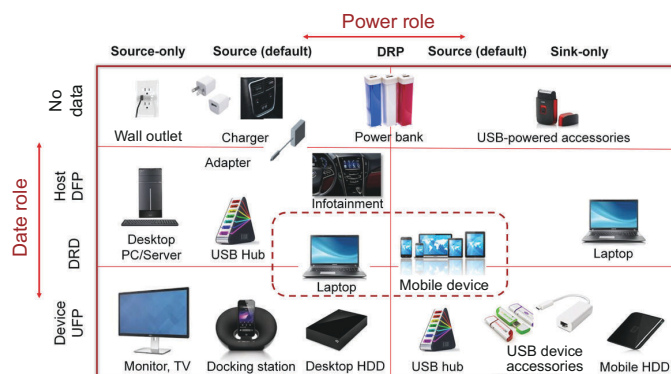 Power role
Source-only
Source (default)
DRP
Source (default)
Sink-only
Date role
No
data
Wall outlet
Charger
Power bank
USB-powered accessories
Adapter
Host
DFP
Infotainment
Desktop
PC/Server
USB Hub
DRD
Laptop
Mobile device
Laptop
Device
UFP
Monitor, TV
Docking station
Desktop HDD
USB hub
USB device
accessories
Mobile HDD